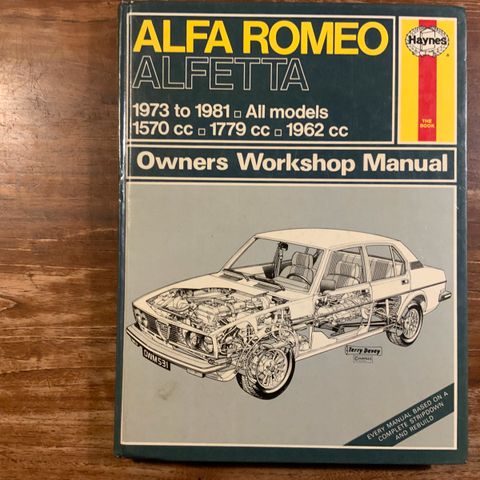 ALFA ROMEO
ALFETTA
Haynes
THE
BOOK
1973 to 1981 □ All models
1570 cc □ 1779 cc □ 1962 cc
Owners Workshop Manual
OWM 531
Terry Davey
EVERY MANUAL BASED ON A
COMPLETE STRIPDOWN
AND REBUILD